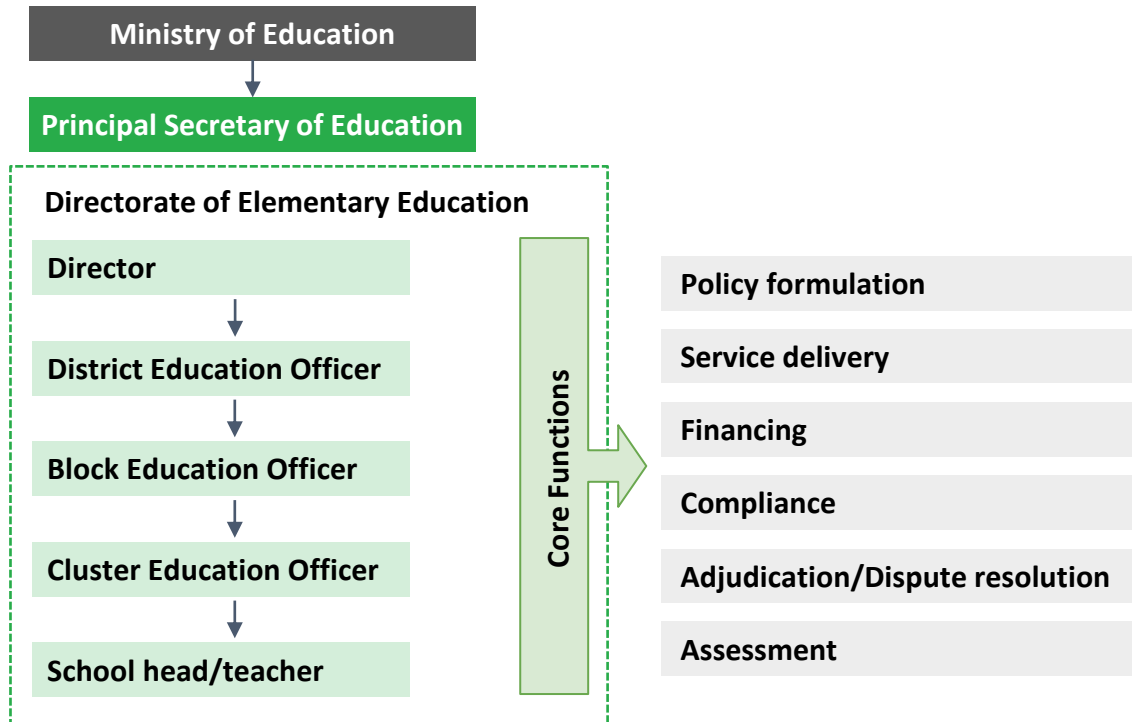 Ministry of Education
Principal Secretary of Education
Directorate of Elementary Education
Director
District Education Officer
Block Education Officer
Cluster Education Officer
School head/teacher
Core Functions
Policy formulation
Service delivery
Financing
Compliance
Adjudication/Dispute resolution
Assessment